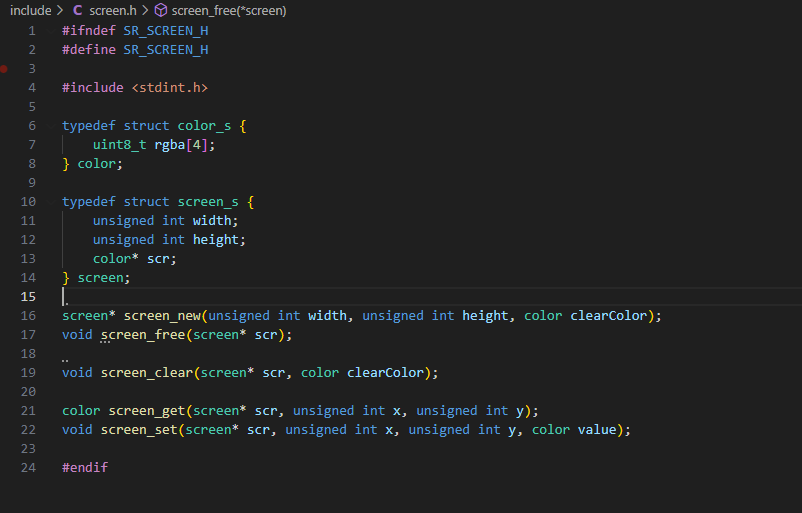 include > C screen.h > screen_free(*screen)
1 #ifndef SR_SCREEN_H
2 #define SR_SCREEN_H
3
4 #include <stdint.h>
5
6 typedef struct color_s {
7     uint8_t rgba[4];
8 } color;
9
10 typedef struct screen_s {
11     unsigned int width;
12     unsigned int height;
13     color* scr;
14 } screen;
15
16 screen* screen_new(unsigned int width, unsigned int height, color clearColor);
17 void screen_free(screen* scr);
18
19 void screen_clear(screen* scr, color clearColor);
20
21 color screen_get(screen* scr, unsigned int x, unsigned int y);
22 void screen_set(screen* scr, unsigned int x, unsigned int y, color value);
23
24 #endif